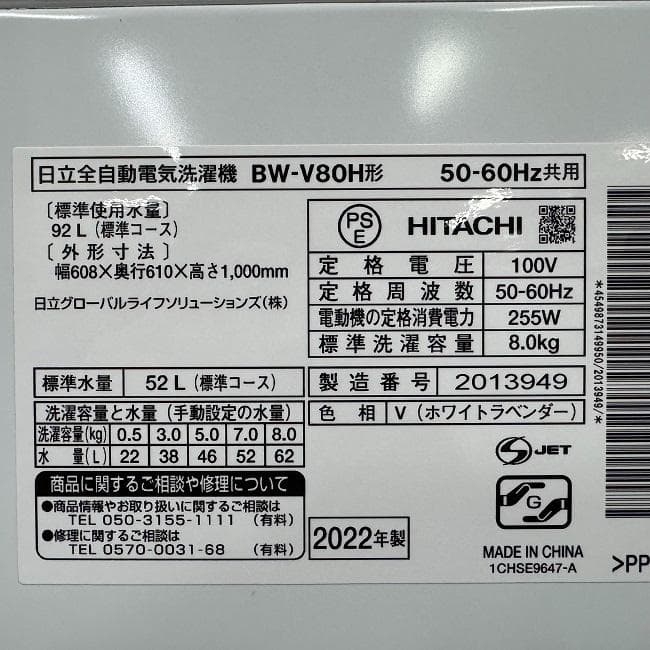 日立全自動電気洗濯機 BW-V80H形 50-60Hz共用
〔標準使用水量〕
92 L（標準コース）
〔外形寸法〕
幅608×奥行610×高さ1,000mm
日立グローバルライフソリューションズ（株）
PS
E
HITACHI
定格電圧 100V
定格周波数 50-60Hz
電動機の定格消費電力 255W
標準洗濯容量 8.0kg
標準水量 52 L（標準コース）
製造番号 2013949
色相 V（ホワイトラベンダー）
洗濯容量と水量（手動設定の水量）
洗濯容量(kg) 0.5 3.0 5.0 7.0 8.0
水量(L) 22 38 46 52 62
商品に関するご相談や修理について
●商品情報やお取り扱いに関するご相談は
TEL 050-3155-1111（有料）
●修理に関するご相談は
TEL 0570-0031-68（有料）
2022年製
S JET
G
MADE IN CHINA
1CHSE9647-A
>PP
*4549873149950/2013949/*